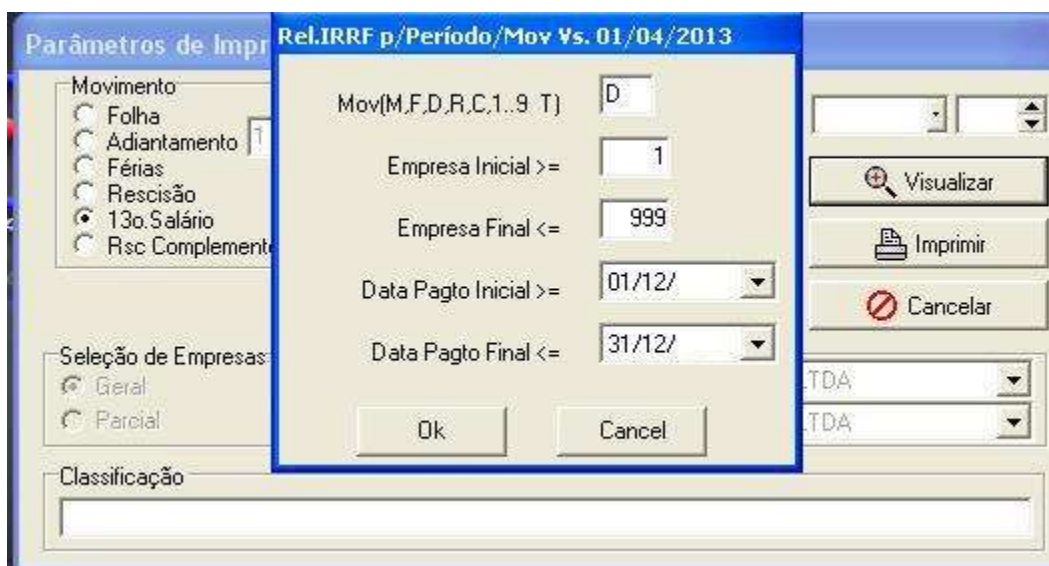 Parâmetros de Impr
Rel.IRRF p/Período/Mov Vs. 01/04/2013
Movimento
Folha
Adiantamento 1
Férias
Rescisão
13o.Salário
Rsc Complemento
Mov(M,F,D,R,C,1..9 T) D
Empresa Inicial >= 1
Empresa Final <= 999
Data Pagto Inicial >= 01/12/
Data Pagto Final <= 31/12/
Ok Cancel
Visualizar
Imprimir
Cancelar
Seleção de Empresas
Geral
Parcial
LTDA
LTDA
Classificação